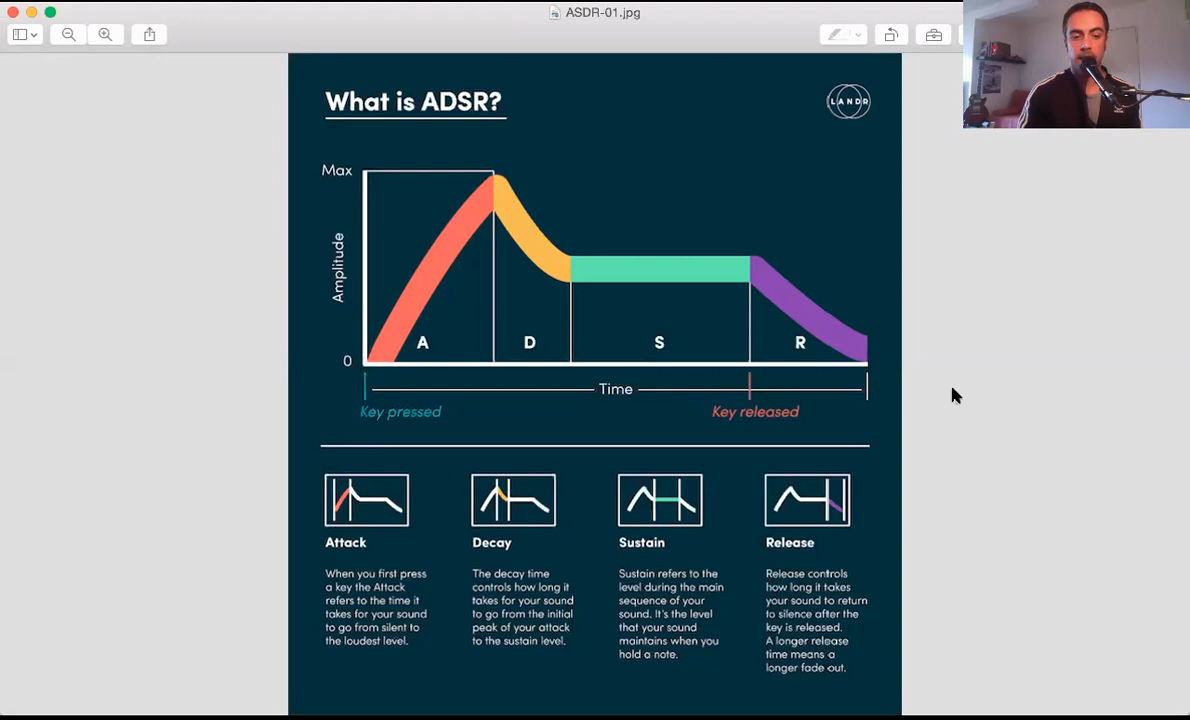 ASDR-01.jpg
What is ADSR?
LANDR
Max
Amplitude
0
A
D
S
R
Time
Key pressed
Key released
Attack
When you first press
a key the Attack
refers to the time it
takes for your sound
to go from silent to
the loudest level.
Decay
The decay time
controls how long it
takes for your sound
to go from the initial
peak of your attack
to the sustain level.
Sustain
Sustain refers to the
level during the main
sequence of your
sound. It's the level
that your sound
maintains when you
hold a note.
Release
Release controls
how long it takes
your sound to return
to silence after the
key is released.
A longer release
time means a
longer fade out.